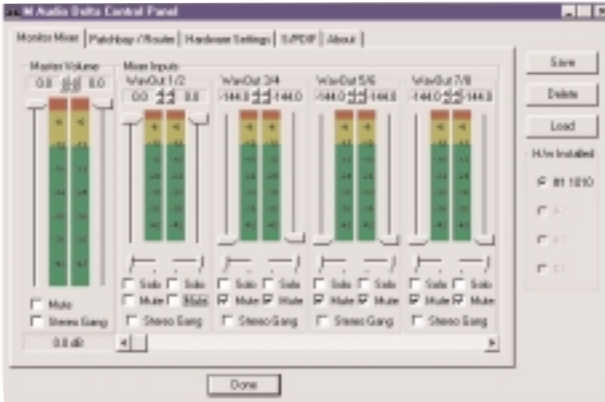 M Audio Delta Control Panel
Monitor Mixer Patchbay / Router Hardware Settings S/PDIF About
Master Volume
0.0 0.0
Mute
Stereo Gang
0.0 dB
Mixer Inputs
WavOut 1/2 WavOut 3/4 WavOut 5/6 WavOut 7/8
0.0 0.0 -144.0 -144.0 -144.0 -144.0 -144.0 -144.0
Solo Solo Solo Solo Solo Solo Solo Solo
Mute Mute Mute Mute Mute Mute Mute Mute
Stereo Gang Stereo Gang Stereo Gang Stereo Gang
Save
Delete
Load
H/w Installed
#1 1010
Done